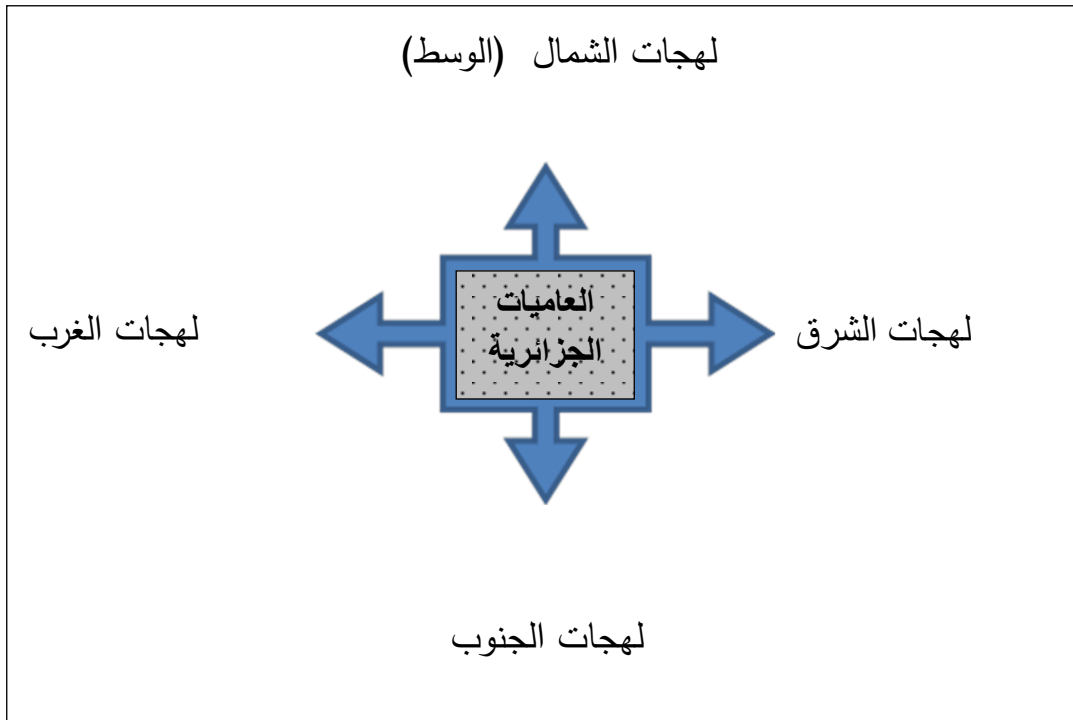 لهجات الشمال (الوسط)
العاميات
الجزائرية
لهجات الشرق
لهجات الغرب
لهجات الجنوب